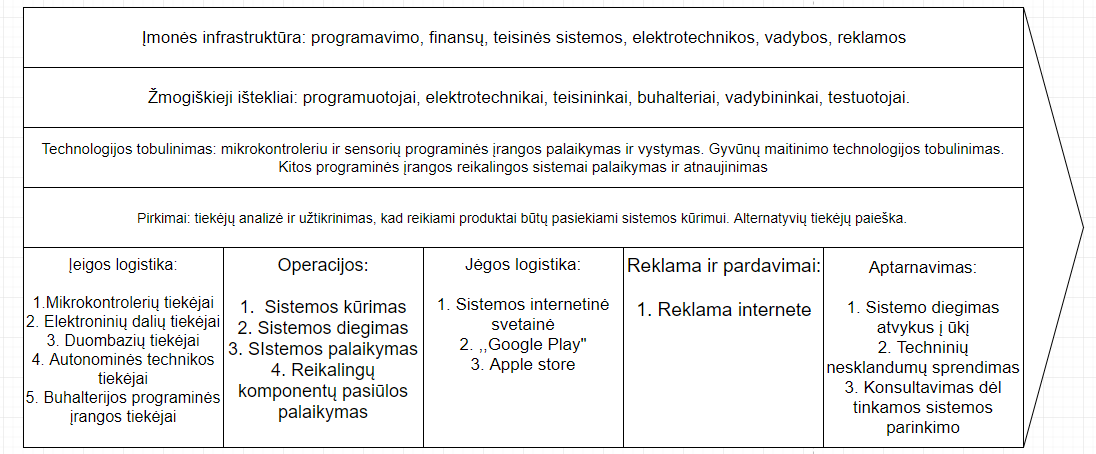 Įmonės infrastruktūra: programavimo, finansų, teisinės sistemos, elektrotechnikos, vadybos, reklamos
Žmogiškieji ištekliai: programuotojai, elektrotechnikai, teisininkai, buhalteriai, vadybininkai, testuotojai.
Technologijos tobulinimas: mikrokontroleriu ir sensorių programinės įrangos palaikymas ir vystymas. Gyvūnų maitinimo technologijos tobulinimas.
Kitos programinės įrangos reikalingos sistemai palaikymas ir atnaujinimas
Pirkimai: tiekėjų analizė ir užtikrinimas, kad reikiami produktai būtų pasiekiami sistemos kūrimui. Alternatyvių tiekėjų paieška.
Įeigos logistika:
1.Mikrokontrolerių tiekėjai
2. Elektroninių dalių tiekėjai
3. Duombazių tiekėjai
4. Autonominės technikos
tiekėjai
5. Buhalterijos programinės
įrangos tiekėjai
Operacijos:
1. Sistemos kūrimas
2. Sistemos diegimas
3. SIstemos palaikymas
4. Reikalingų
komponentų pasiūlos
palaikymas
Jėgos logistika:
1. Sistemos internetinė
svetainė
2. ,,Google Play"
3. Apple store
Reklama ir pardavimai:
1. Reklama internete
Aptarnavimas:
1. Sistemo diegimas
atvykus į ūkį
2. Techninių
nesklandumų sprendimas
3. Konsultavimas dėl
tinkamos sistemos
parinkimo